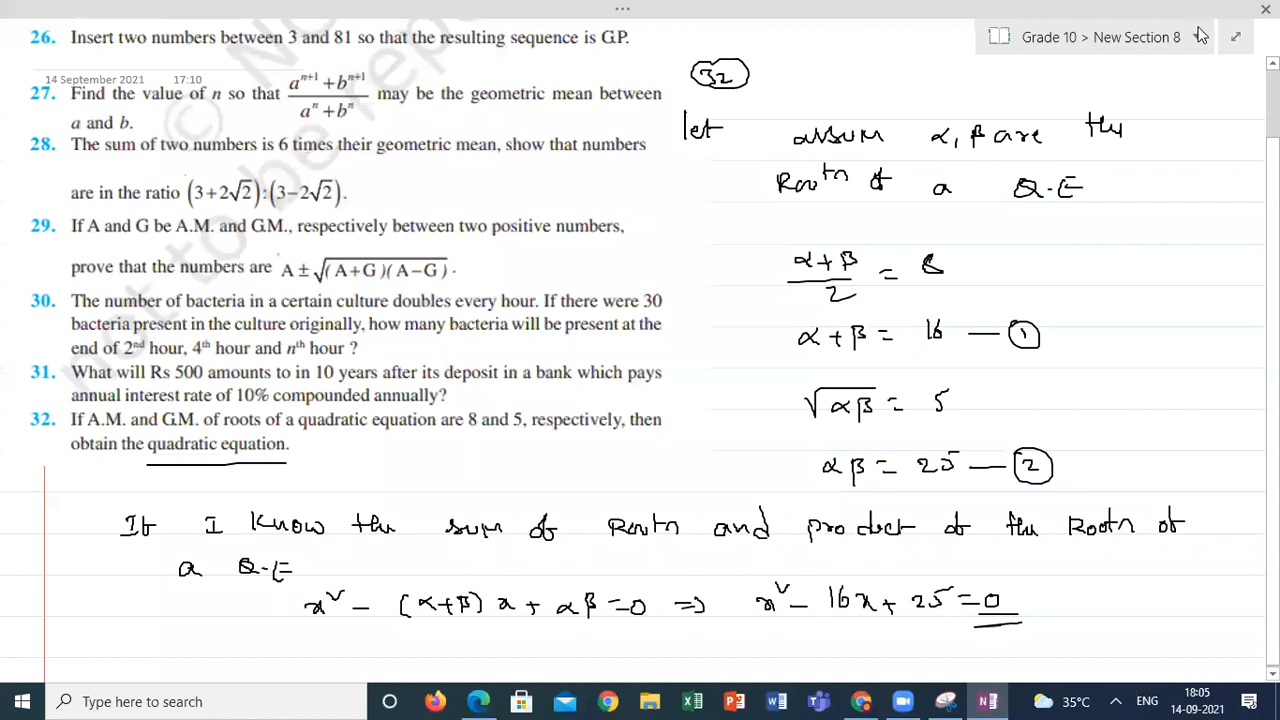 Grade 10 > New Section 8
26. Insert two numbers between 3 and 81 so that the resulting sequence is G.P.
14 September 2021 17:10
27. Find the value of n so that (aⁿ⁺¹ + bⁿ⁺¹)/(aⁿ + bⁿ) may be the geometric mean between
a and b.
28. The sum of two numbers is 6 times their geometric mean, show that numbers
are in the ratio (3+2√2):(3−2√2).
29. If A and G be A.M. and G.M., respectively between two positive numbers,
prove that the numbers are A ± √((A+G)(A−G)).
30. The number of bacteria in a certain culture doubles every hour. If there were 30
bacteria present in the culture originally, how many bacteria will be present at the
end of 2nd hour, 4th hour and nth hour ?
31. What will Rs 500 amounts to in 10 years after its deposit in a bank which pays
annual interest rate of 10% compounded annually?
32. If A.M. and G.M. of roots of a quadratic equation are 8 and 5, respectively, then
obtain the quadratic equation.
32
let assum α, β are the
Roots of a Q.E
(α+β)/2 = 8
α + β = 16 — 1
√αβ = 5
αβ = 25 — 2
If I Know the sum of Roots and product of the Roots of
a Q.E
x² − (α+β) x + αβ = 0 ⇒ x² − 16x + 25 = 0
Type here to search
35°C
ENG
18:05
14-09-2021